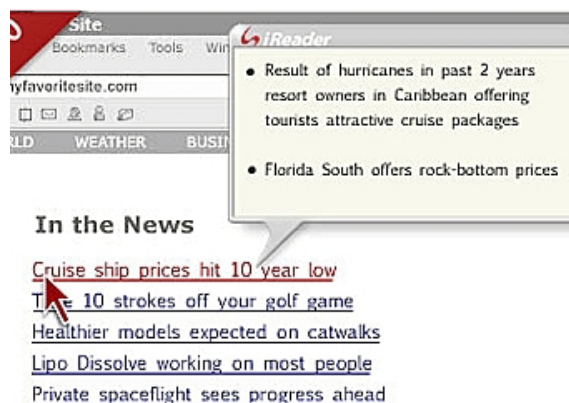 Site
Bookmarks Tools
iReader
yfavoritesite.com
WEATHER
Result of hurricanes in past 2 years
resort owners in Caribbean offering
tourists attractive cruise packages
Florida South offers rock-bottom prices
In the News
Cruise ship prices hit 10 year low
10 strokes off your golf game
Healthier models expected on catwalks
Lipo Dissolve working on most people
Private spaceflight sees progress ahead